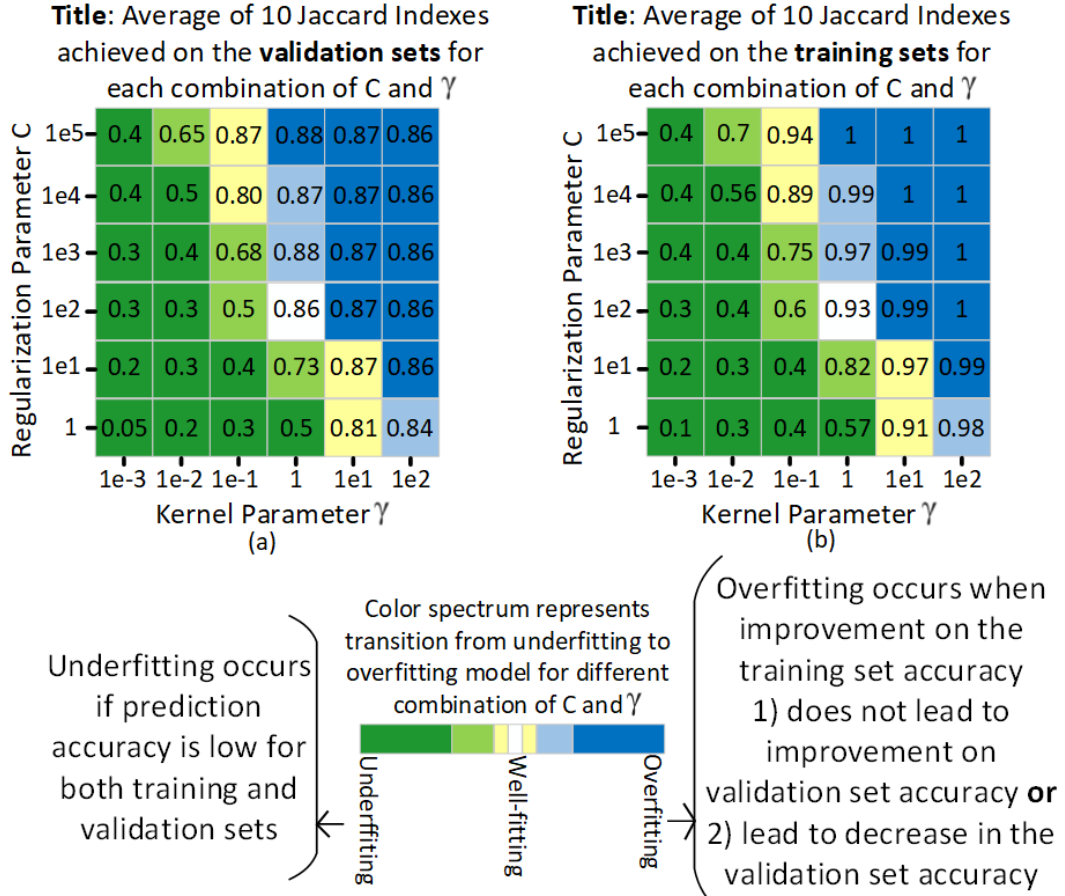 Title: Average of 10 Jaccard Indexes
achieved on the validation sets for
each combination of C and γ
Regularization Parameter C
1e5 0.4 0.65 0.87 0.88 0.87 0.86
1e4 0.4 0.5 0.80 0.87 0.87 0.86
1e3 0.3 0.4 0.68 0.88 0.87 0.86
1e2 0.3 0.3 0.5 0.86 0.87 0.86
1e1 0.2 0.3 0.4 0.73 0.87 0.86
1 0.05 0.2 0.3 0.5 0.81 0.84
1e-3 1e-2 1e-1 1 1e1 1e2
Kernel Parameter γ
(a)
Title: Average of 10 Jaccard Indexes
achieved on the training sets for
each combination of C and γ
Regularization Parameter C
1e5 0.4 0.7 0.94 1 1 1
1e4 0.4 0.56 0.89 0.99 1 1
1e3 0.4 0.4 0.75 0.97 0.99 1
1e2 0.3 0.4 0.6 0.93 0.99 1
1e1 0.2 0.3 0.4 0.82 0.97 0.99
1 0.1 0.3 0.4 0.57 0.91 0.98
1e-3 1e-2 1e-1 1 1e1 1e2
Kernel Parameter γ
(b)
Underfitting occurs
if prediction
accuracy is low for
both training and
validation sets
Color spectrum represents
transition from underfitting to
overfitting model for different
combination of C and γ
Underffiting
Well-fitting
Overfitting
Overfitting occurs when
improvement on the
training set accuracy
1) does not lead to
improvement on
validation set accuracy or
2) lead to decrease in the
validation set accuracy